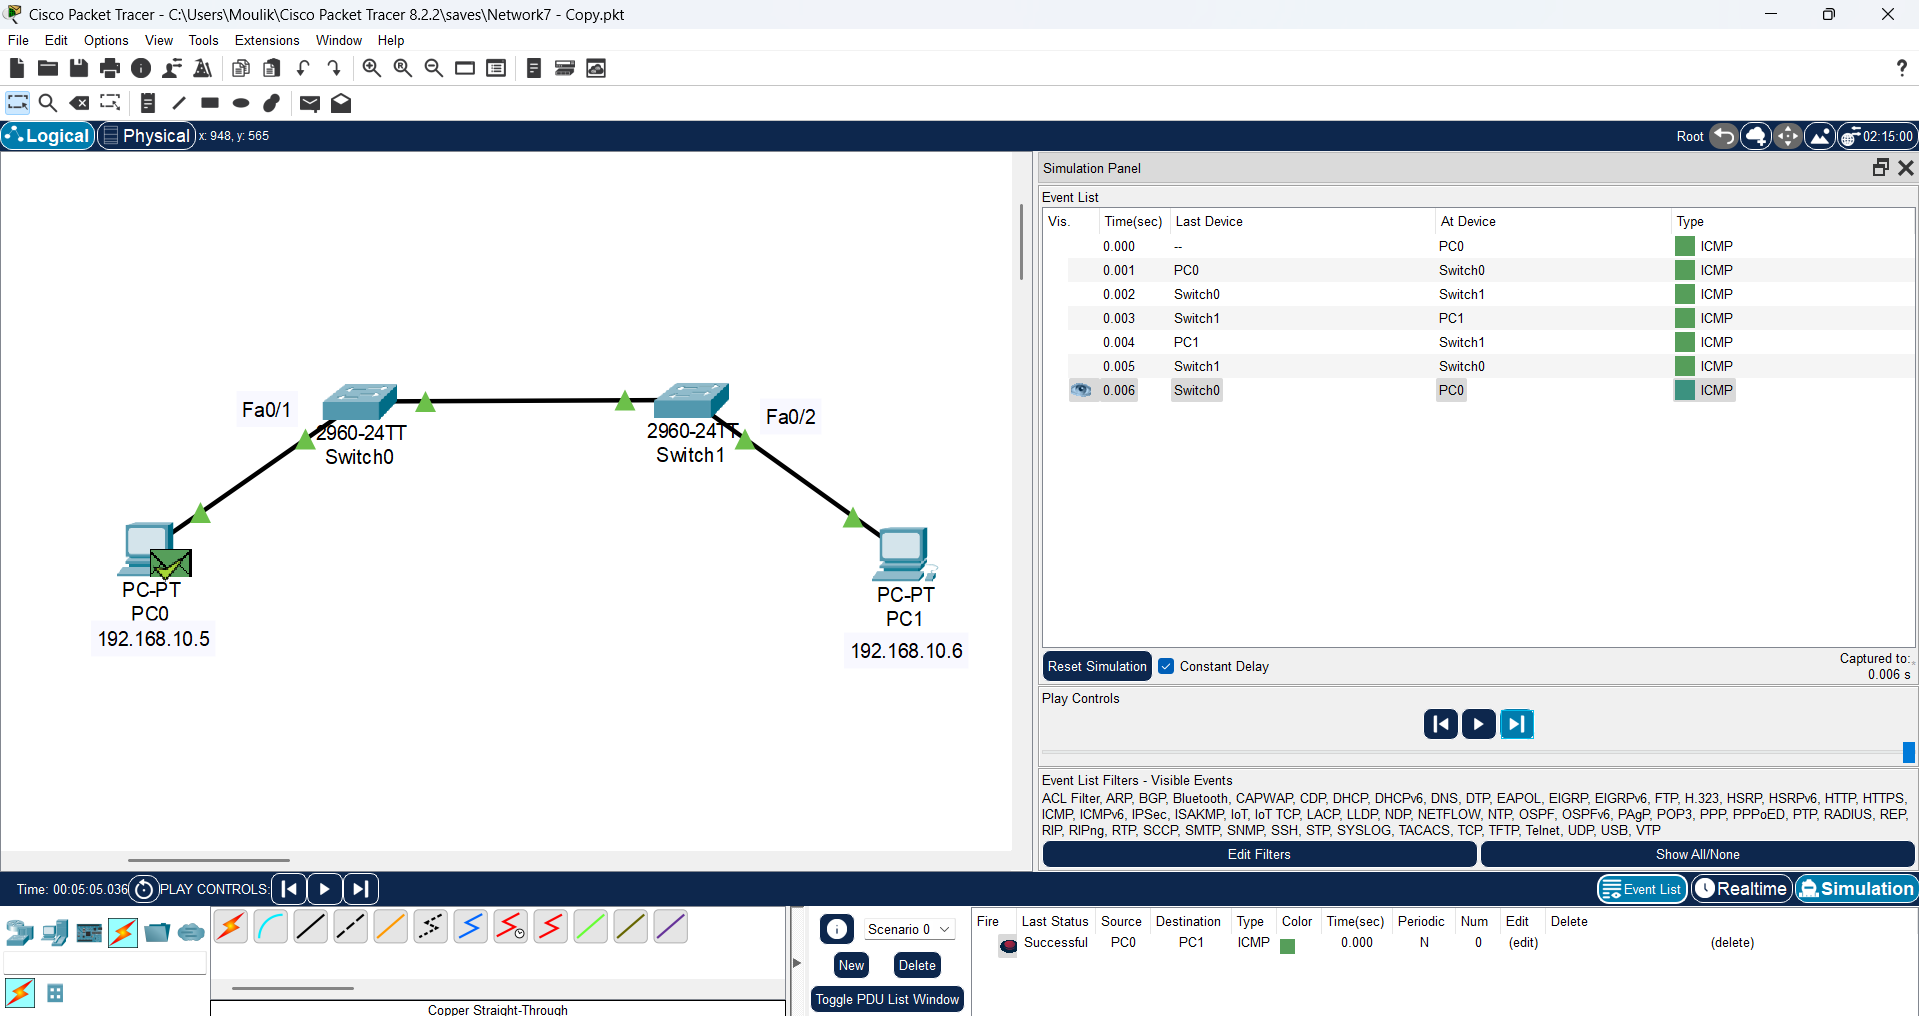 Cisco Packet Tracer - C:\Users\Moulik\Cisco Packet Tracer 8.2.2\saves\Network7 - Copy.pkt
File Edit Options View Tools Extensions Window Help
?
Logical Physical x: 948, y: 565 Root 02:15:00
Simulation Panel
Event List
Vis. Time(sec) Last Device At Device Type
0.000 -- PC0 ICMP
0.001 PC0 Switch0 ICMP
0.002 Switch0 Switch1 ICMP
0.003 Switch1 PC1 ICMP
0.004 PC1 Switch1 ICMP
0.005 Switch1 Switch0 ICMP
0.006 Switch0 PC0 ICMP
Fa0/1
2960-24TT
Switch0
2960-24TT
Switch1
Fa0/2
PC-PT
PC0
192.168.10.5
PC-PT
PC1
192.168.10.6
Reset Simulation Constant Delay
Captured to:
0.006 s
Play Controls
Event List Filters - Visible Events
ACL Filter, ARP, BGP, Bluetooth, CAPWAP, CDP, DHCP, DHCPv6, DNS, DTP, EAPOL, EIGRP, EIGRPv6, FTP, H.323, HSRP, HSRPv6, HTTP, HTTPS,
ICMP, ICMPv6, IPSec, ISAKMP, IoT, IoT TCP, LACP, LLDP, NDP, NETFLOW, NTP, OSPF, OSPFv6, PAgP, POP3, PPP, PPPoED, PTP, RADIUS, REP,
RIP, RIPng, RTP, SCCP, SMTP, SNMP, SSH, STP, SYSLOG, TACACS, TCP, TFTP, Telnet, UDP, USB, VTP
Edit Filters Show All/None
Time: 00:05:05.036 PLAY CONTROLS: Event List Realtime Simulation
Scenario 0
New Delete
Toggle PDU List Window
Fire Last Status Source Destination Type Color Time(sec) Periodic Num Edit Delete
Successful PC0 PC1 ICMP 0.000 N 0 (edit) (delete)
Copper Straight-Through